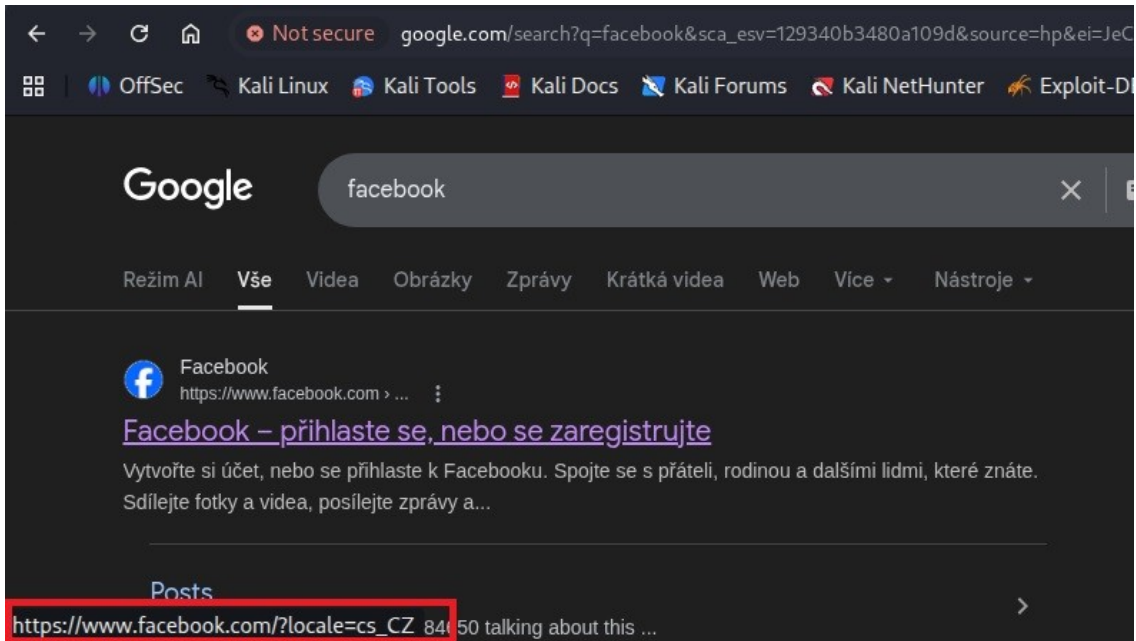 Not secure google.com/search?q=facebook&sca_esv=129340b3480a109d&source=hp&ei=JeC
OffSec Kali Linux Kali Tools Kali Docs Kali Forums Kali NetHunter Exploit-D
Google facebook
Režim AI Vše Videa Obrázky Zprávy Krátká videa Web Více Nástroje
Facebook
https://www.facebook.com › ...
Facebook – přihlaste se, nebo se zaregistrujte
Vytvořte si účet, nebo se přihlaste k Facebooku. Spojte se s přáteli, rodinou a dalšími lidmi, které znáte.
Sdílejte fotky a videa, posílejte zprávy a...
Posts
https://www.facebook.com/?locale=cs_CZ 50 talking about this ...